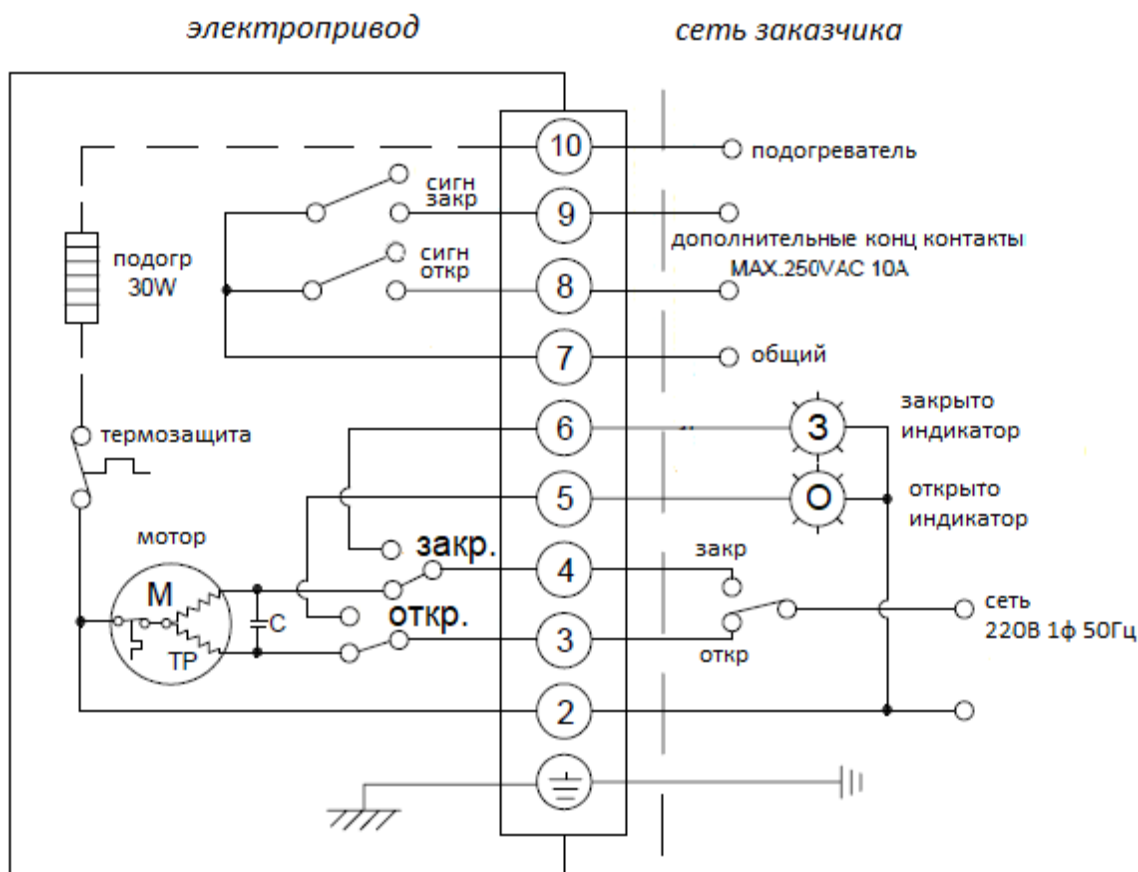 электропривод
сеть заказчика
10
подогреватель
сигн
закр
9
дополнительные конц контакты
MAX.250VAC 10A
сигн
откр
8
подогр
30W
7
общий
термозащита
6
З
закрыто
индикатор
5
О
открыто
индикатор
мотор
закр.
4
закр
М
С
откр.
3
откр
сеть
220В 1ф 50Гц
ТР
2